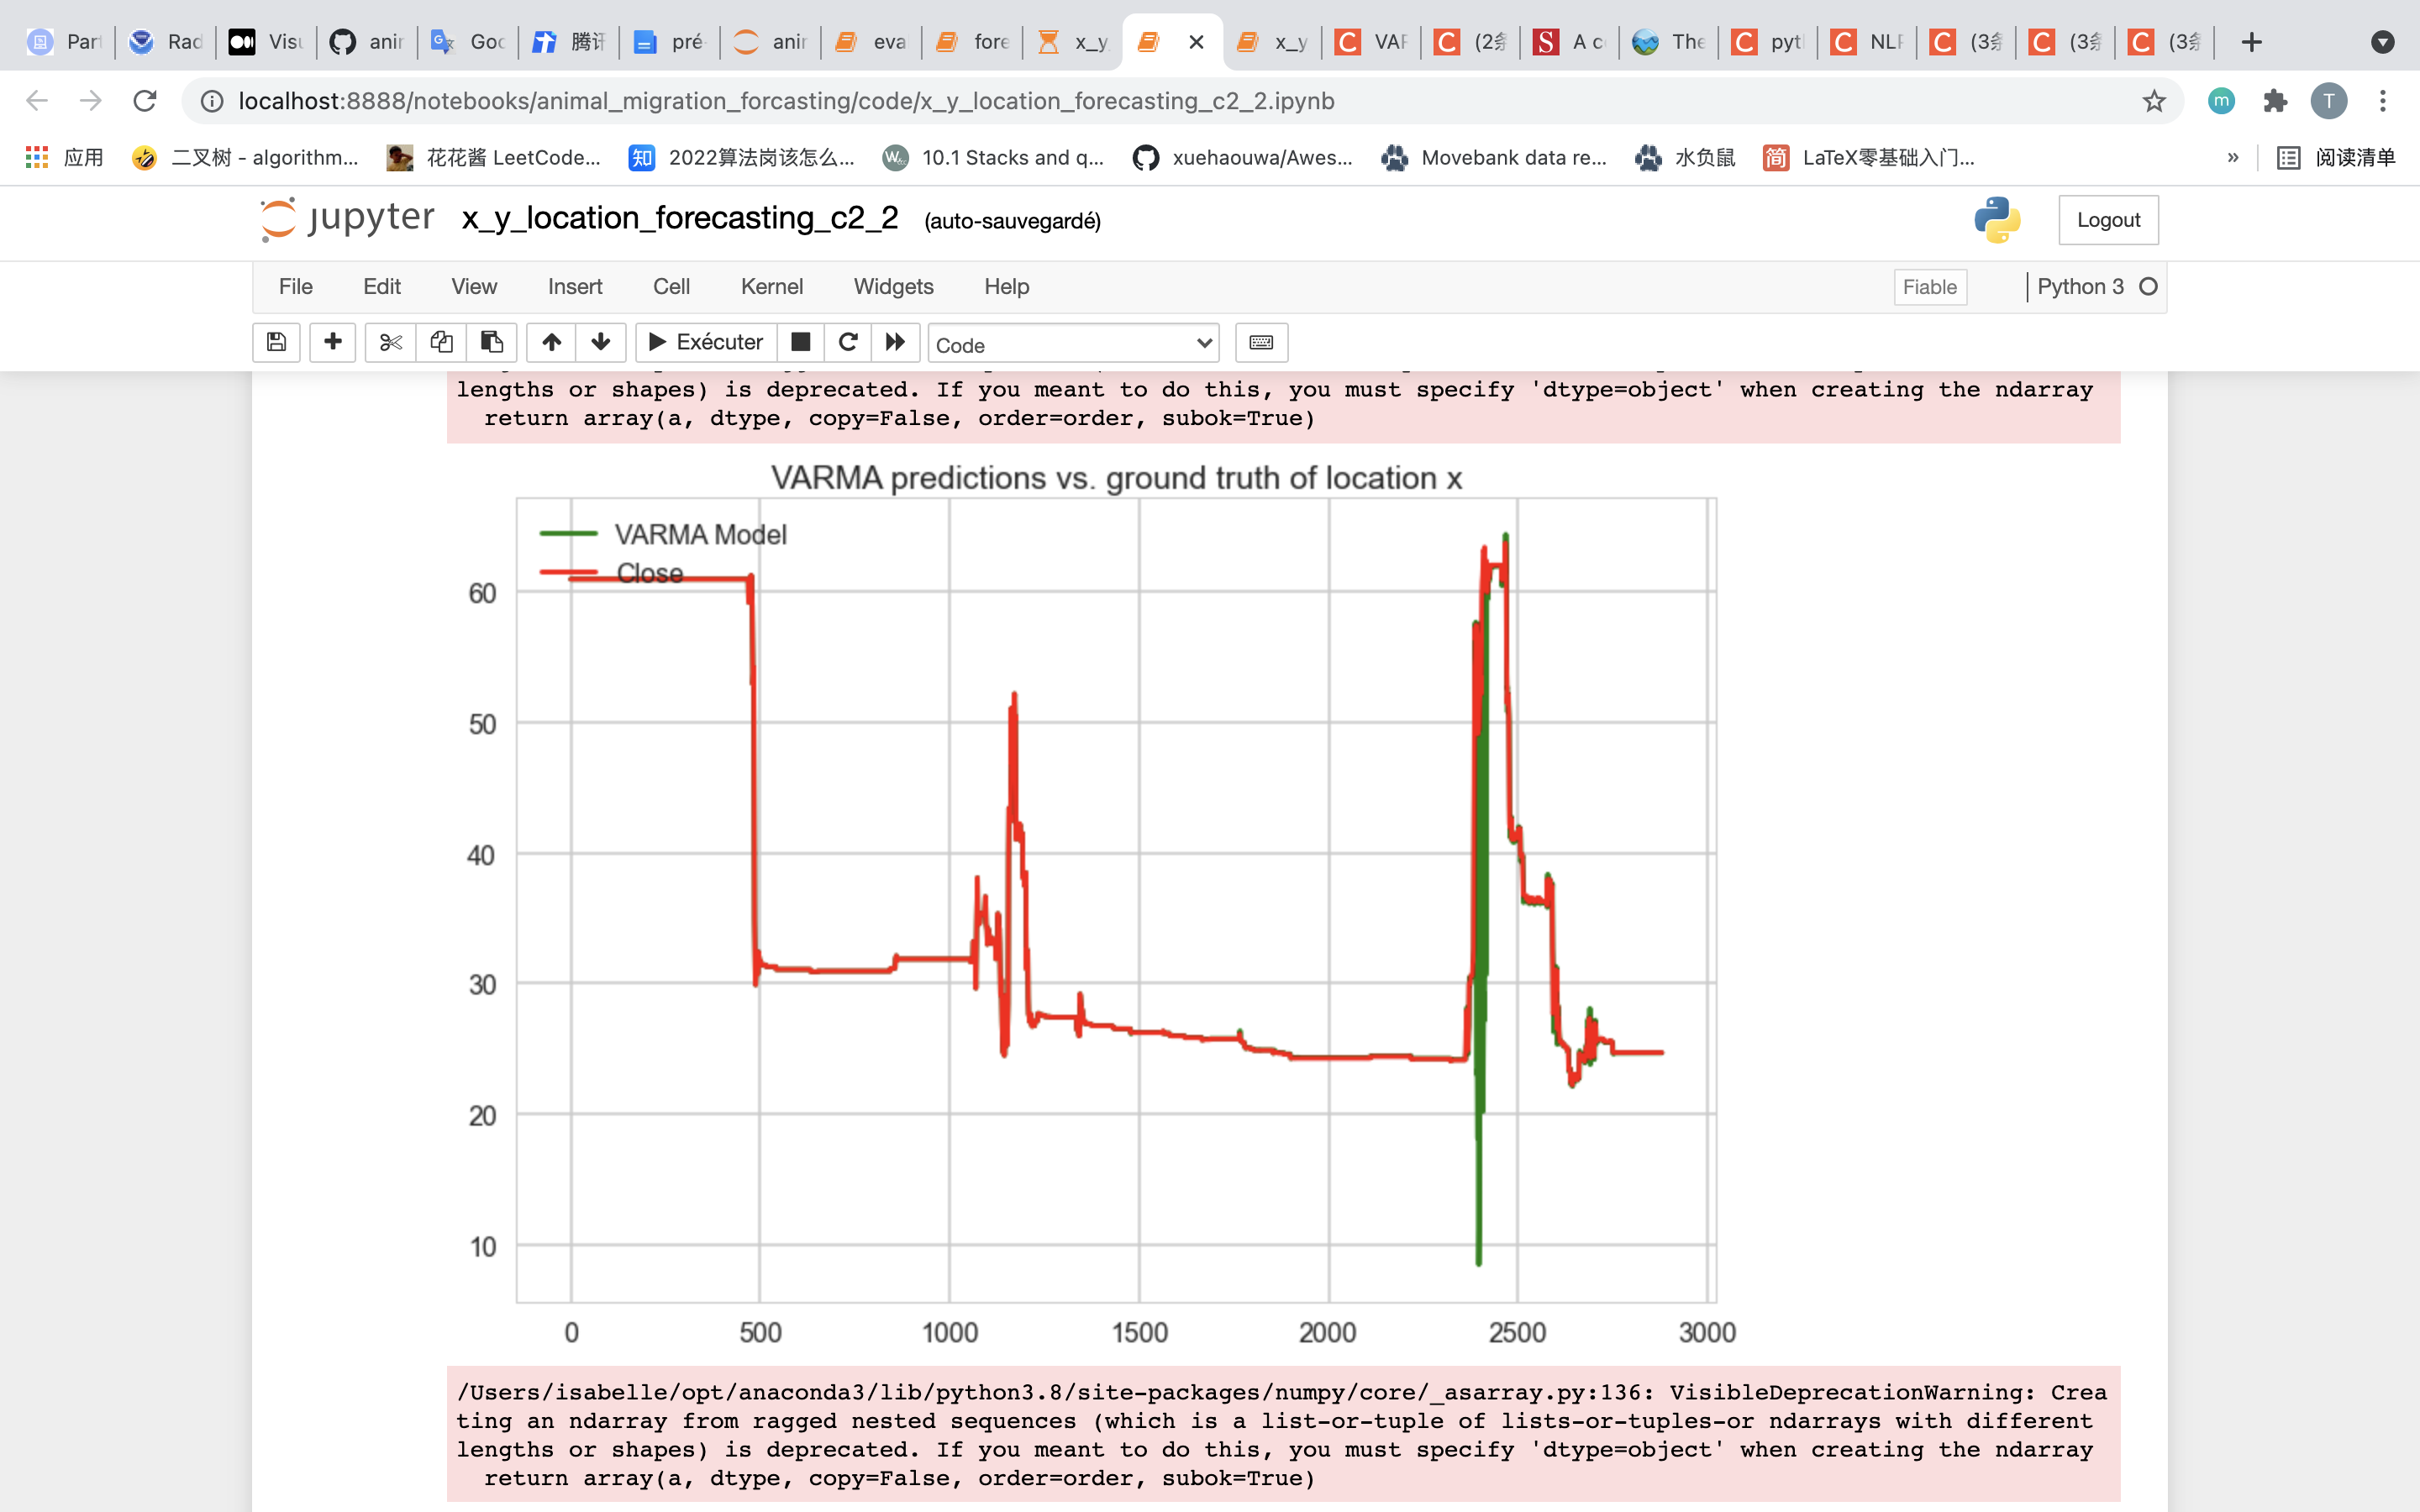 Part
Rad
Visu
anir
Goc
腾讯
pré-
anir
eva
fore
x_y_
x_y
VAR
(2条
A c
The
pyt
NLP
(3条
(3条
(3条
localhost:8888/notebooks/animal_migration_forcasting/code/x_y_location_forecasting_c2_2.ipynb
m
T
应用
二叉树 - algorithm...
花花酱 LeetCode...
知
2022算法岗该怎么...
10.1 Stacks and q...
xuehaouwa/Awes...
Movebank data re...
水负鼠
简
LaTeX零基础入门...
»
阅读清单
jupyter
x_y_location_forecasting_c2_2
(auto-sauvegardé)
Logout
File
Edit
View
Insert
Cell
Kernel
Widgets
Help
Fiable
Python 3
Exécuter
Code
lengths or shapes) is deprecated. If you meant to do this, you must specify 'dtype=object' when creating the ndarray
return array(a, dtype, copy=False, order=order, subok=True)
VARMA predictions vs. ground truth of location x
VARMA Model
Close
60
50
40
30
20
10
0
500
1000
1500
2000
2500
3000
/Users/isabelle/opt/anaconda3/lib/python3.8/site-packages/numpy/core/_asarray.py:136: VisibleDeprecationWarning: Crea
ting an ndarray from ragged nested sequences (which is a list-or-tuple of lists-or-tuples-or ndarrays with different
lengths or shapes) is deprecated. If you meant to do this, you must specify 'dtype=object' when creating the ndarray
return array(a, dtype, copy=False, order=order, subok=True)